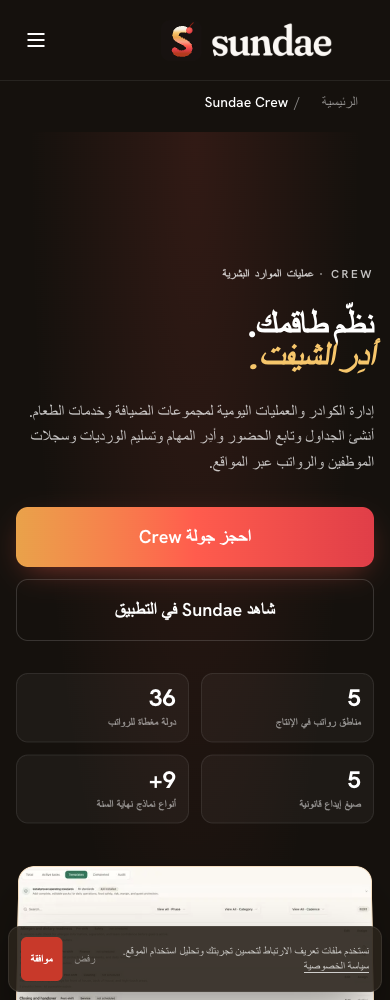 sundae
الرئيسية / Sundae Crew
CREW · عمليات الموارد البشرية
نظّم طاقمك.
أدِر الشيفت.
إدارة الكوادر والعمليات اليومية لمجموعات الضيافة وخدمات الطعام.
أنشئ الجداول وتابع الحضور وأدِر المهام وتسليم الورديات وسجلات
الموظفين والرواتب عبر المواقع.
احجز جولة Crew
شاهد Sundae في التطبيق
5
مناطق رواتب في الإنتاج
36
دولة مغطاة للرواتب
5
صيغ إيداع قانونية
9+
أنواع نماذج نهاية السنة
نستخدم ملفات تعريف الارتباط لتحسين تجربتك وتحليل استخدام الموقع.
سياسة الخصوصية
رفض
موافقة